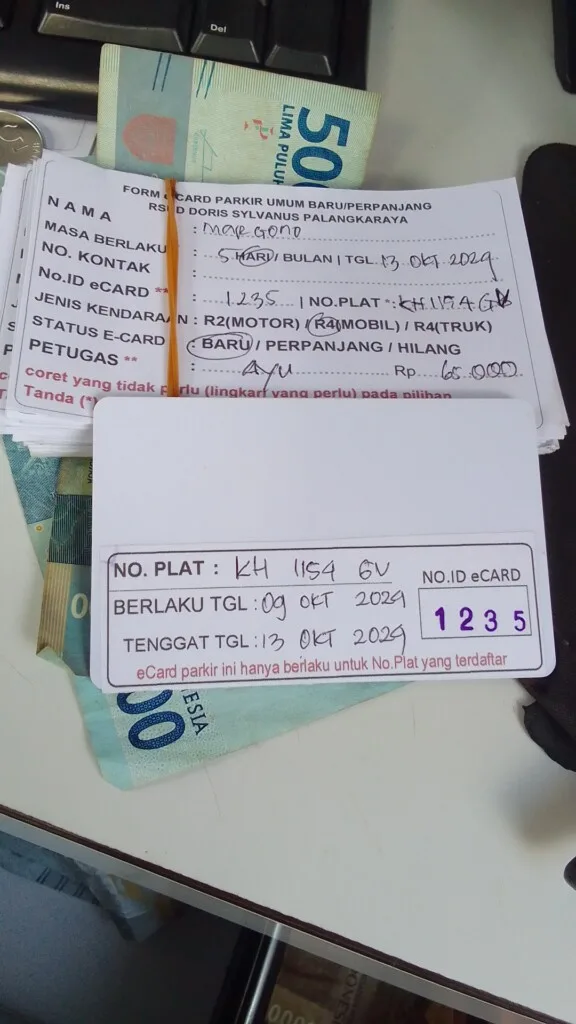 Ins
Del
50
LIMA PULUH
FORM eCARD PARKIR UMUM BARU/PERPANJANG
RSUD DORIS SYLVANUS PALANGKARAYA
NAMA : MARGONO
MASA BERLAKU : 5 HARI / BULAN | TGL 13 OKT 2024
NO. KONTAK :
No.ID eCARD ** : 1235 | NO.PLAT * : KH 1154 GV
JENIS KENDARAAN : R2(MOTOR) / R4(MOBIL) / R4(TRUK)
STATUS E-CARD : BARU / PERPANJANG / HILANG
PETUGAS ** : Ayu Rp 65.000
coret yang tidak perlu (lingkari yang perlu) pada pilihan
Tanda (*)
NO. PLAT : KH 1154 GV
BERLAKU TGL : 09 OKT 2024
TENGGAT TGL : 13 OKT 2024
NO.ID eCARD
1235
eCard parkir ini hanya berlaku untuk No.Plat yang terdaftar